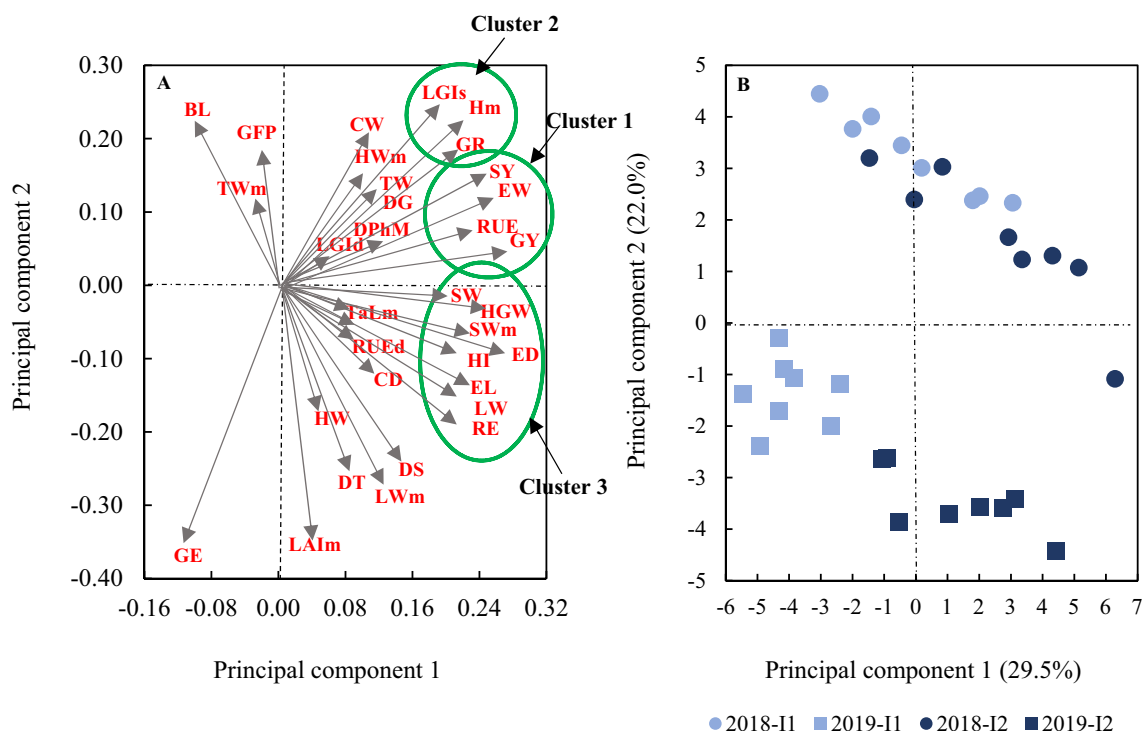 Cluster 2
A
0.30
0.20
0.10
0.00
-0.10
-0.20
-0.30
-0.40
Principal component 2
BL
GFP
TWm
CW
HWm
TW
DG
DPhM
LGId
LGIs
Hm
GR
Cluster 1
SY
EW
RUE
GY
SW
HGW
SWm
HI
ED
EL
LW
RE
RUEd
CD
HW
DT
DS
LWm
LAIm
GE
Cluster 3
-0.16 -0.08 0.00 0.08 0.16 0.24 0.32
Principal component 1
B
5
4
3
2
1
0
-1
-2
-3
-4
-5
Principal component 2 (22.0%)
-6 -5 -4 -3 -2 -1 0 1 2 3 4 5 6 7
Principal component 1 (29.5%)
2018-I1 2019-I1 2018-I2 2019-I2